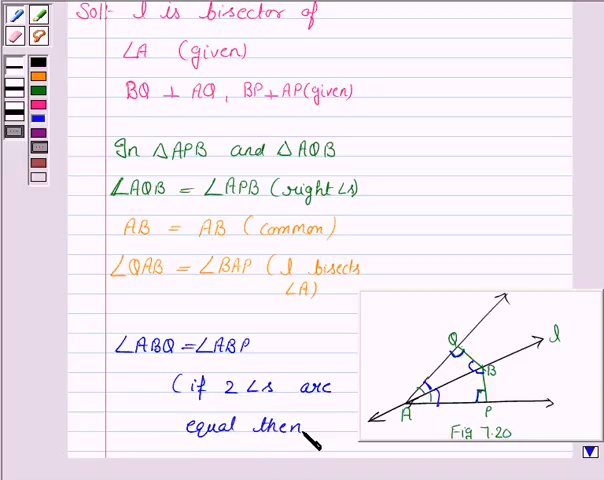 Sol:- l is bisector of
∠A (given)
BQ ⊥ AQ, BP ⊥ AP (given)
In △APB and △AQB
∠AQB = ∠APB (right ∠s)
AB = AB (common)
∠QAB = ∠BAP (l bisects
∠A)
∠ABQ = ∠ABP
(if 2 ∠s are
equal then
Q
l
B
A
P
Fig 7.20